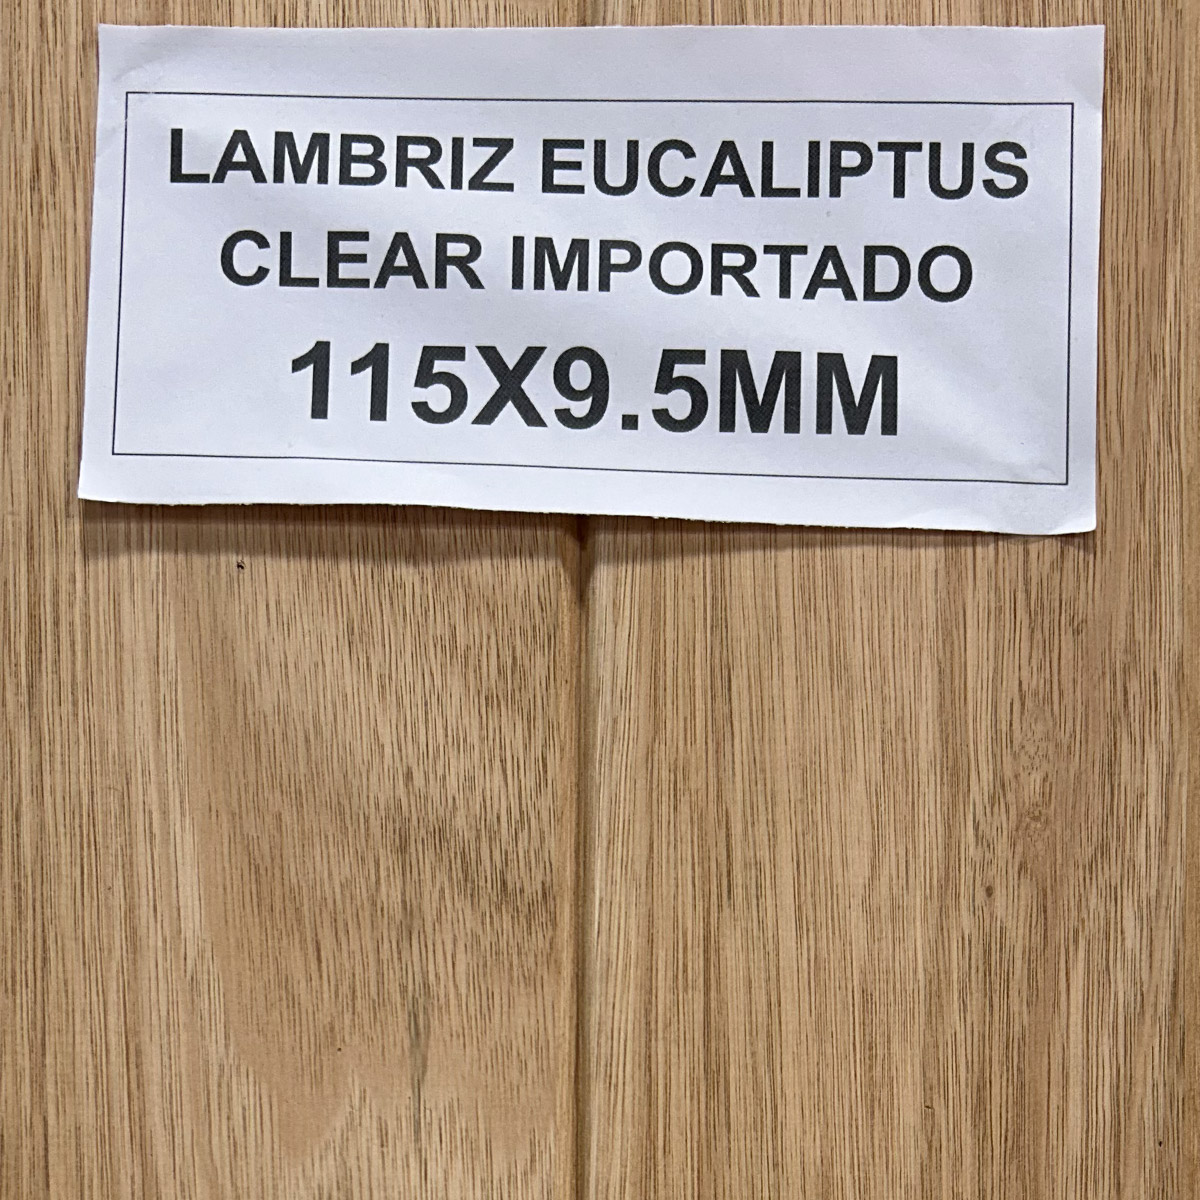 LAMBRIZ EUCALIPTUS
CLEAR IMPORTADO
115X9.5MM